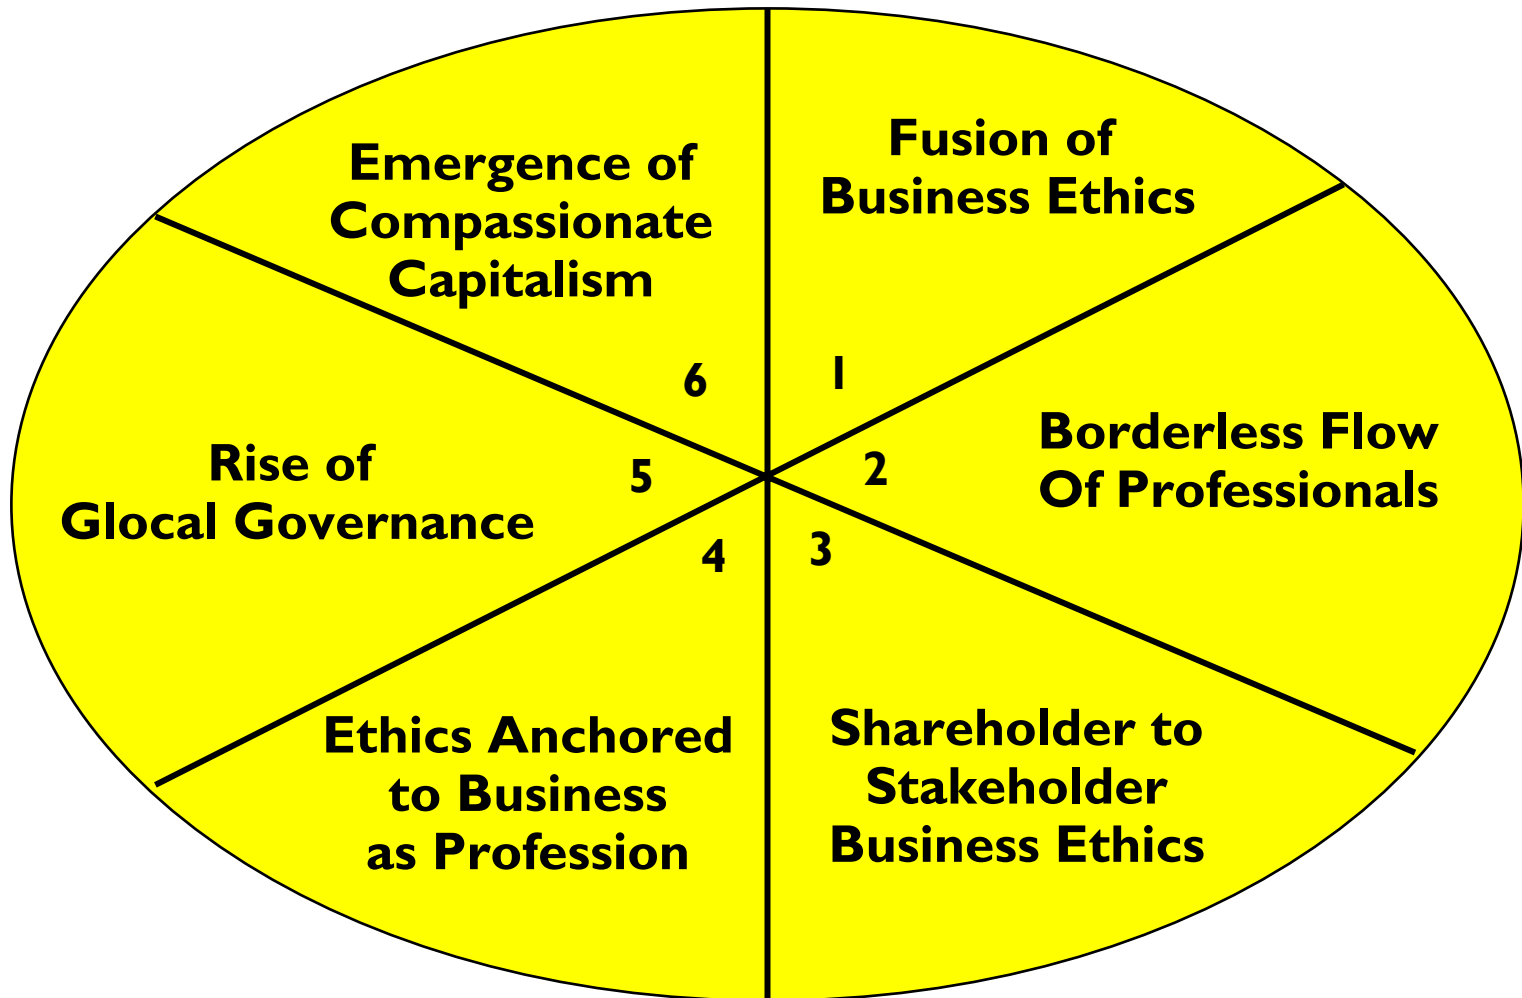 Fusion of
Business Ethics
1
Borderless Flow
Of Professionals
2
Shareholder to
Stakeholder
Business Ethics
3
Ethics Anchored
to Business
as Profession
4
Rise of
Glocal Governance
5
Emergence of
Compassionate
Capitalism
6